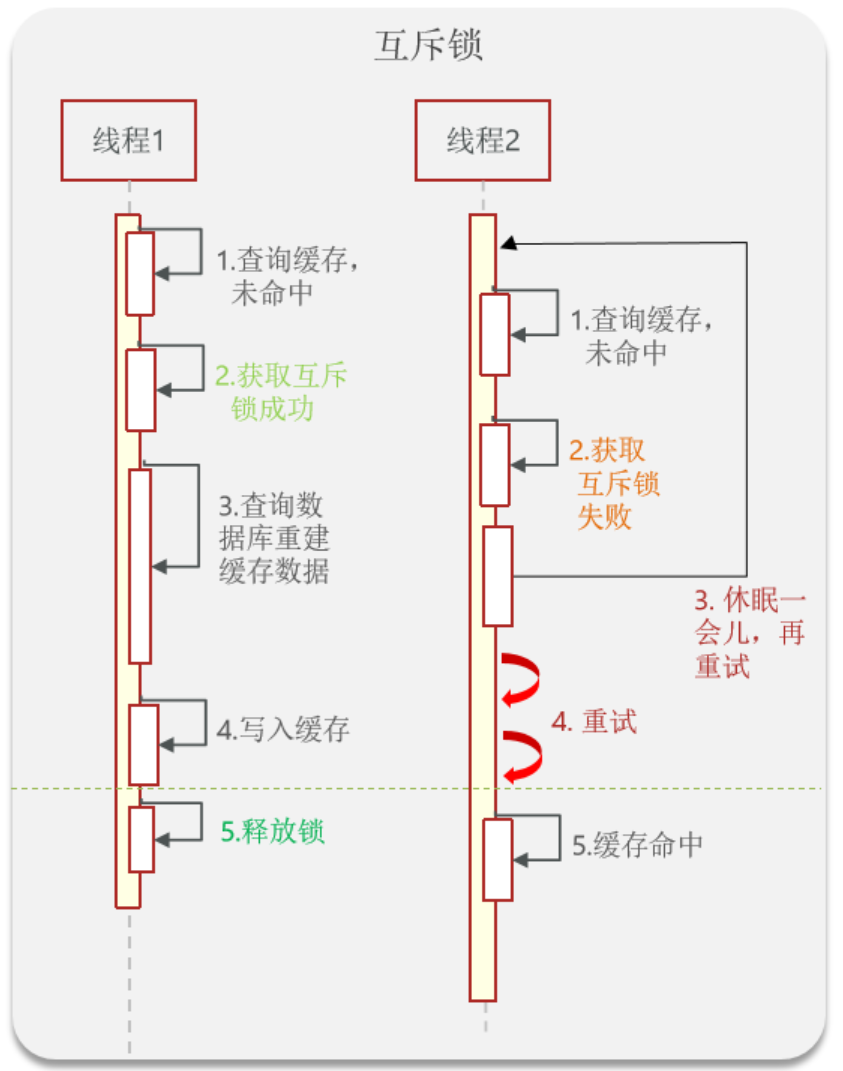 互斥锁
线程1
线程2
1.查询缓存，
未命中
2.获取互斥
锁成功
3.查询数
据库重建
缓存数据
4.写入缓存
5.释放锁
1.查询缓存，
未命中
2.获取
互斥锁
失败
3. 休眠一
会儿，再
重试
4. 重试
5.缓存命中